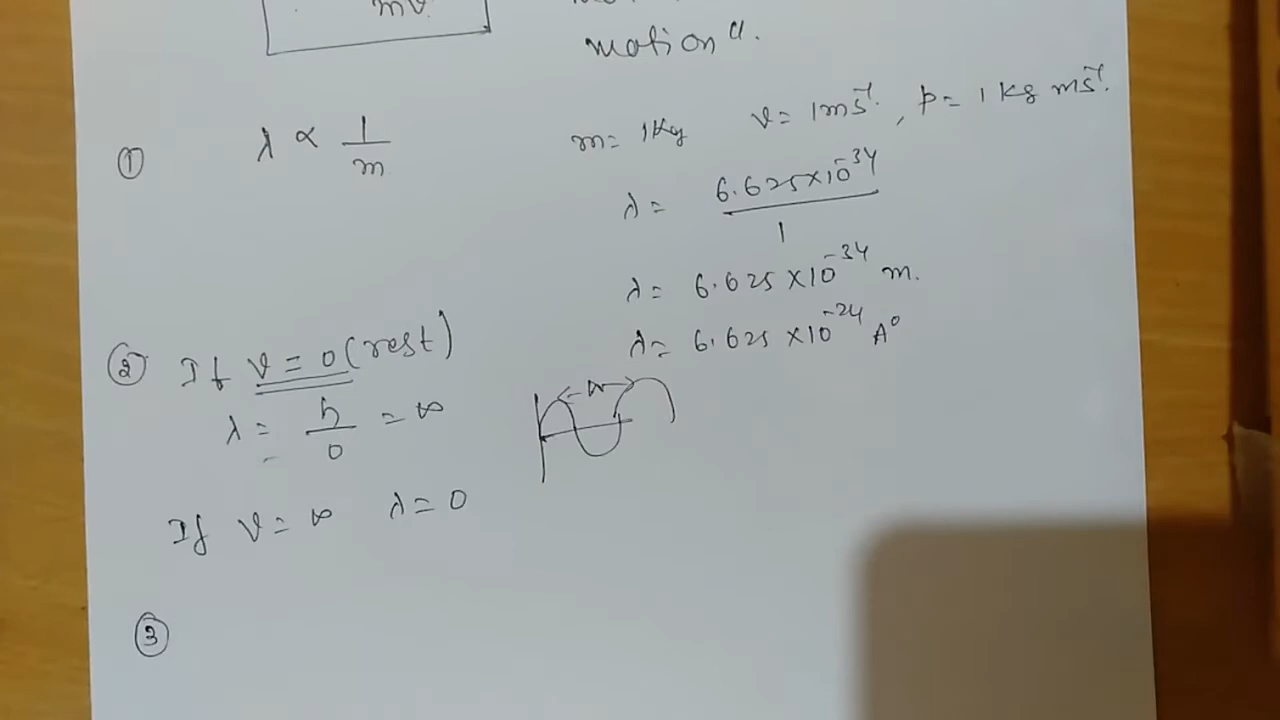 mv
motion".
① λ ∝ 1/m
m= 1Kg v= 1ms⁻¹. , p= 1 kg ms⁻¹.
λ = 6.625×10⁻³⁴ / 1
λ = 6.625 ×10⁻³⁴ m.
λ = 6.625 ×10⁻²⁴ A°
② If v = 0 (rest)
λ = h/0 = ∞
If v = ∞ λ = 0
③